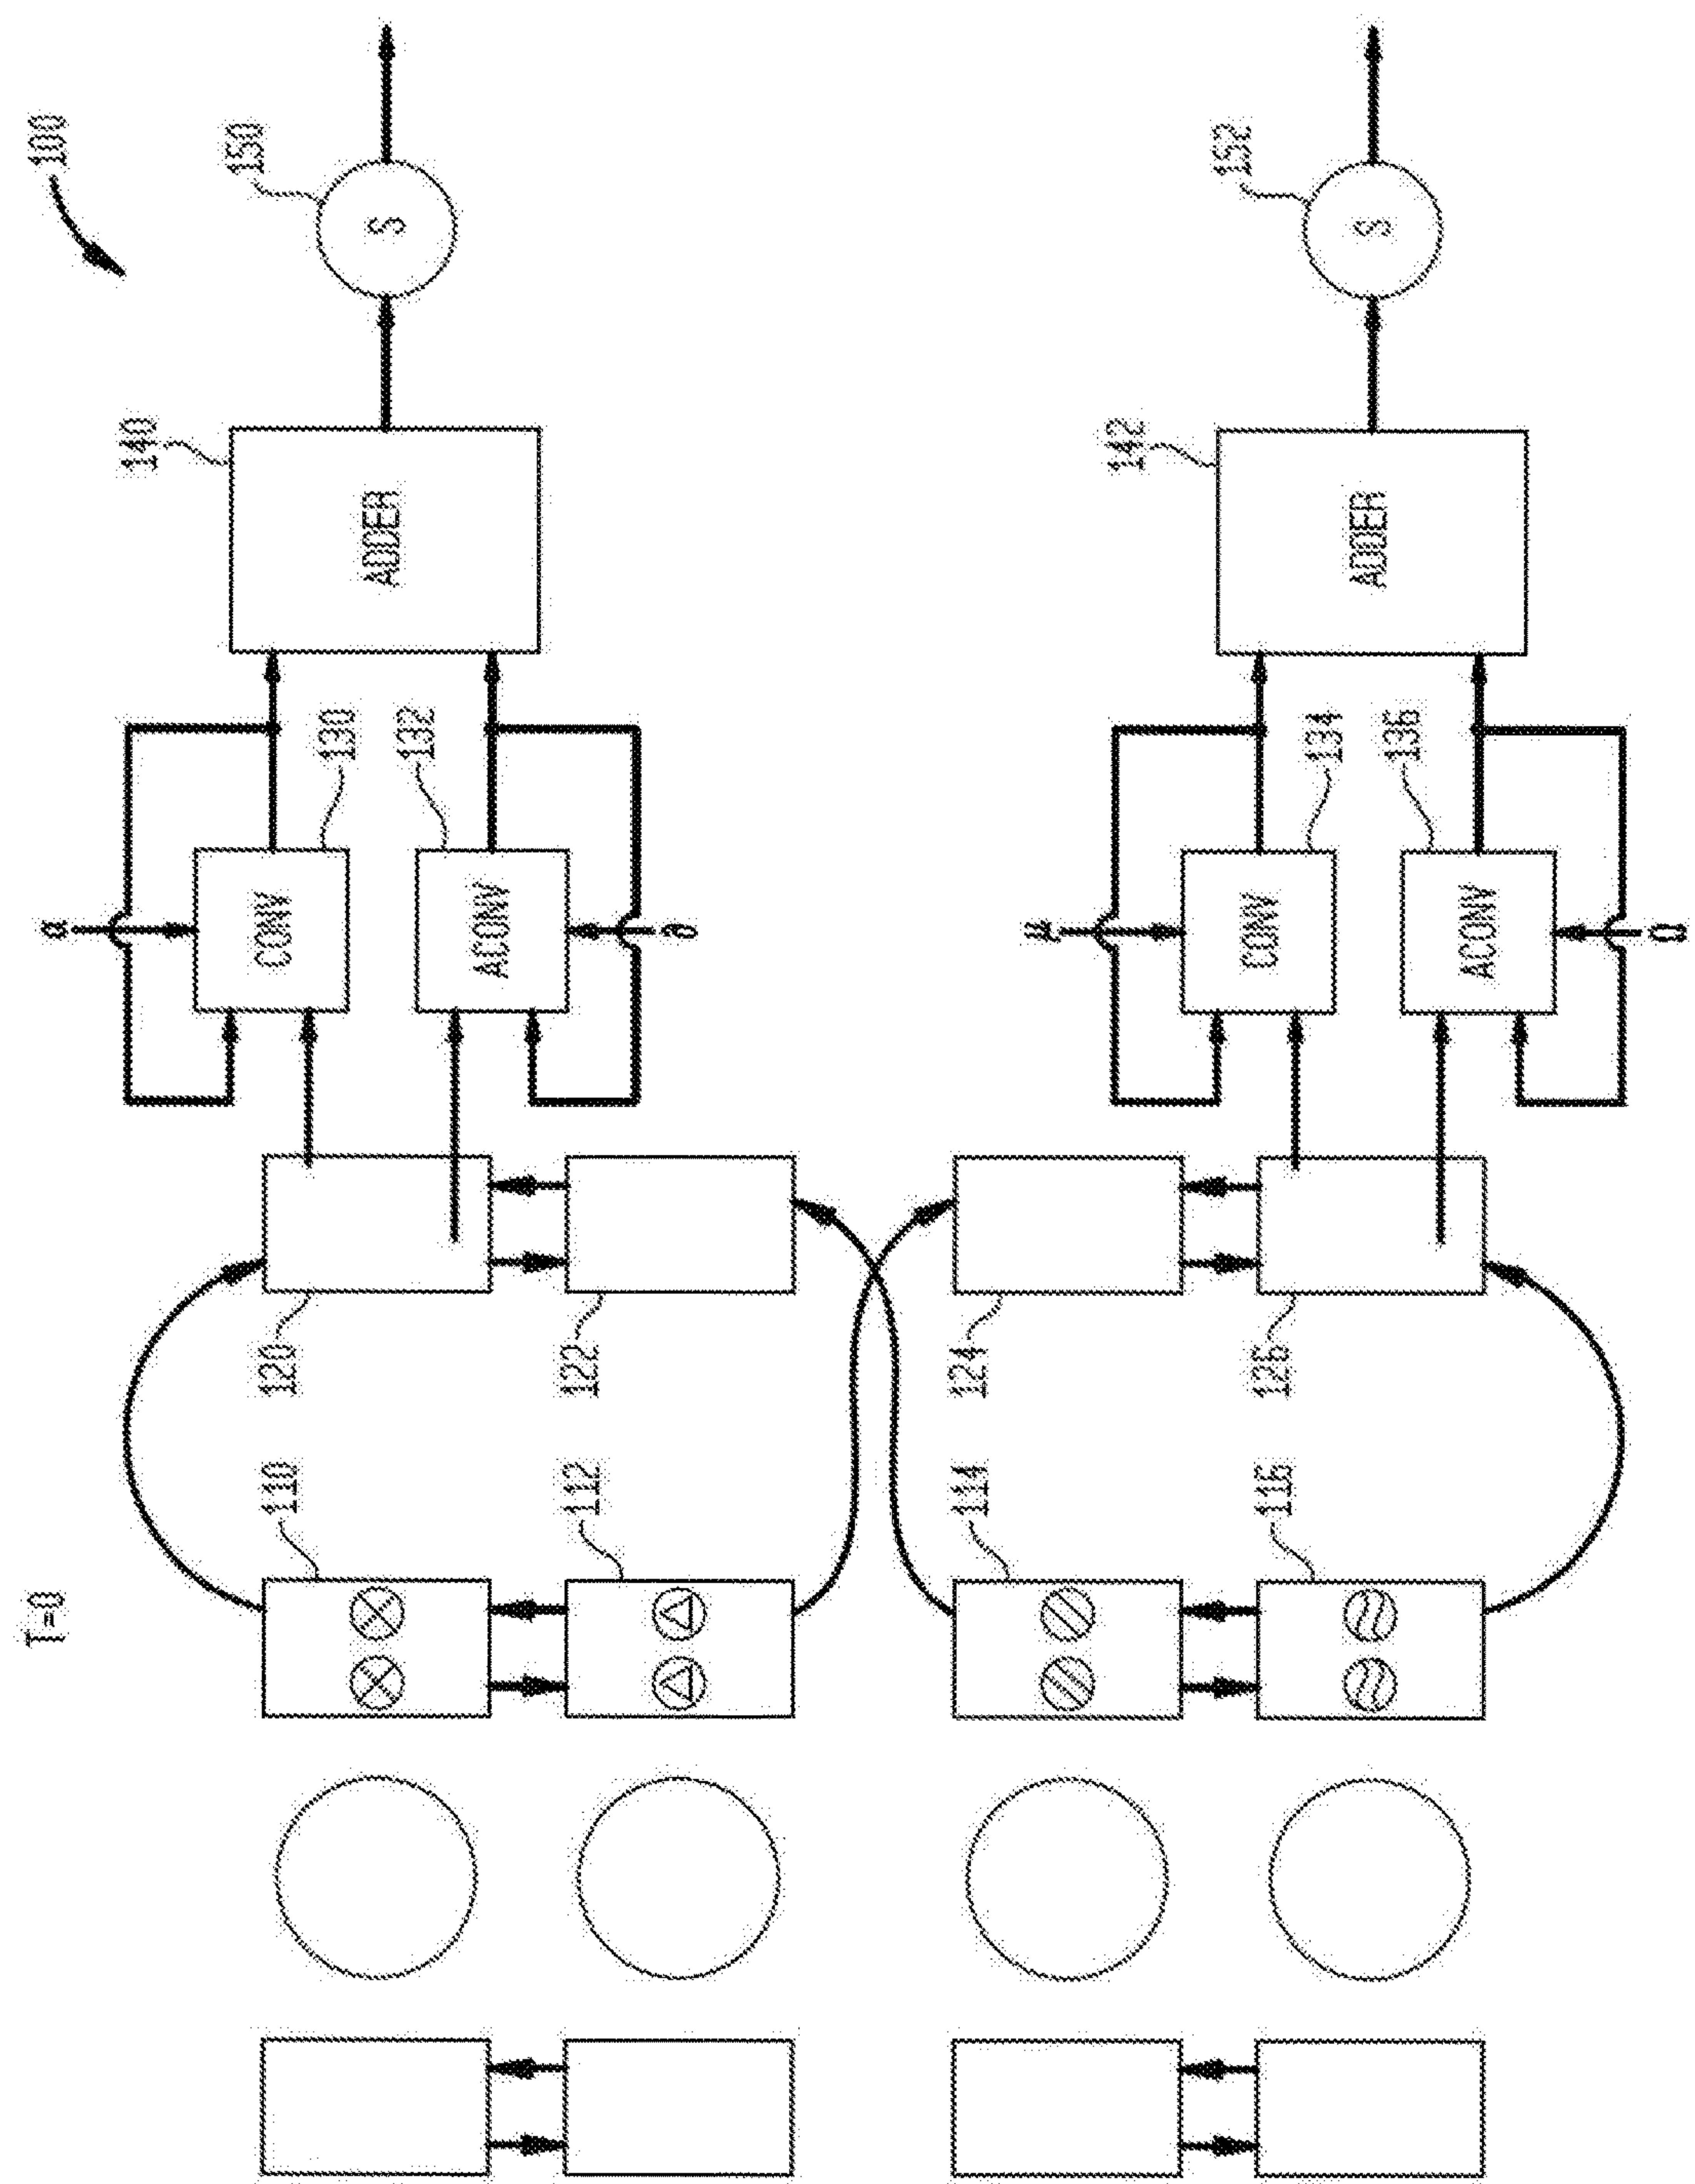 T=0
100
α
140
150
110
120
CONV
130
ADDER
S
132
ACONV
112
122
∂
114
124
μ
142
152
116
126
CONV
134
ADDER
S
136
ACONV
Ω